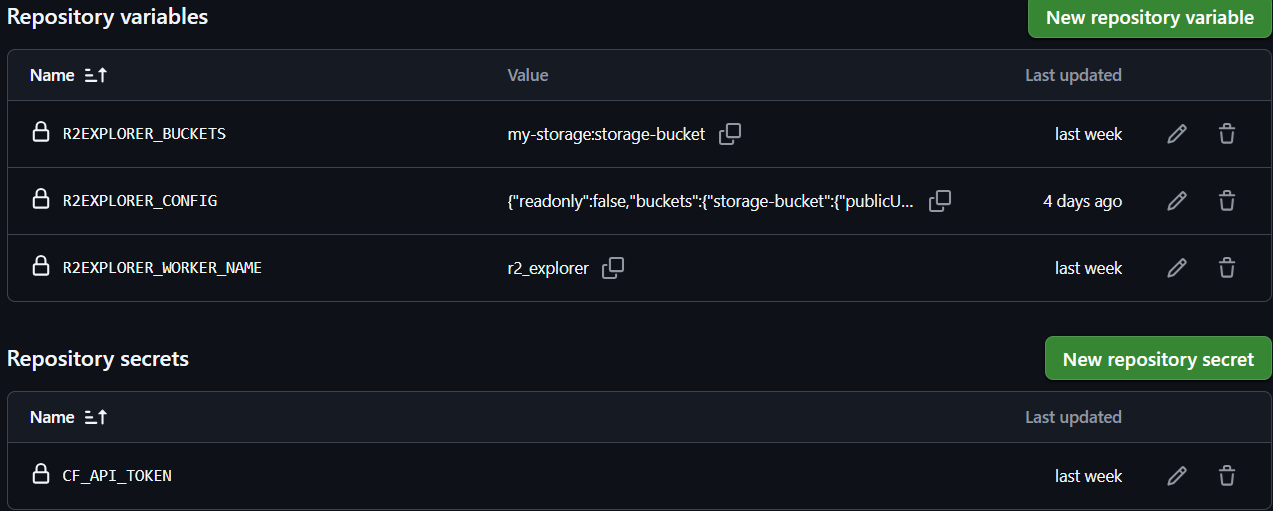 Repository variables
New repository variable
Name Value Last updated
R2EXPLORER_BUCKETS my-storage:storage-bucket last week
R2EXPLORER_CONFIG {"readonly":false,"buckets":{"storage-bucket":{"publicU... 4 days ago
R2EXPLORER_WORKER_NAME r2_explorer last week
Repository secrets
New repository secret
Name Last updated
CF_API_TOKEN last week